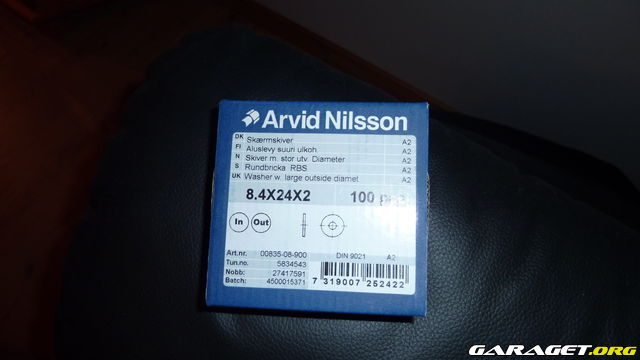 Arvid Nilsson
DK Skærmskiver A2
FI Aluslevy suuri ulkoh A2
N Skiver m. stor utv. Diameter A2
S Rundbricka RBS A2
UK Washer w. large outside diamet A2
8.4X24X2 100
In Out
Art.nr. 00835-08-900 DIN 9021 A2
Tun.no. 5834543
Nobb: 27417591
Batch: 4500015371
7 319007 252422
GARAGET.ORG